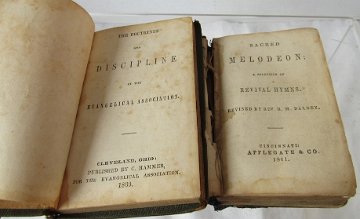 THE DOCTRINES
AND
DISCIPLINE
OF THE
EVANGELICAL ASSOCIATION.
CLEVELAND, OHIO:
PUBLISHED BY C. HAMMER,
FOR THE EVANGELICAL ASSOCIATION.
SACRED
MELODEON:
A COLLECTION OF
REVIVAL HYMNS.
REVISED BY REV. R. M. DALBEY.
CINCINNATI:
APPLEGATE & CO.
1861.